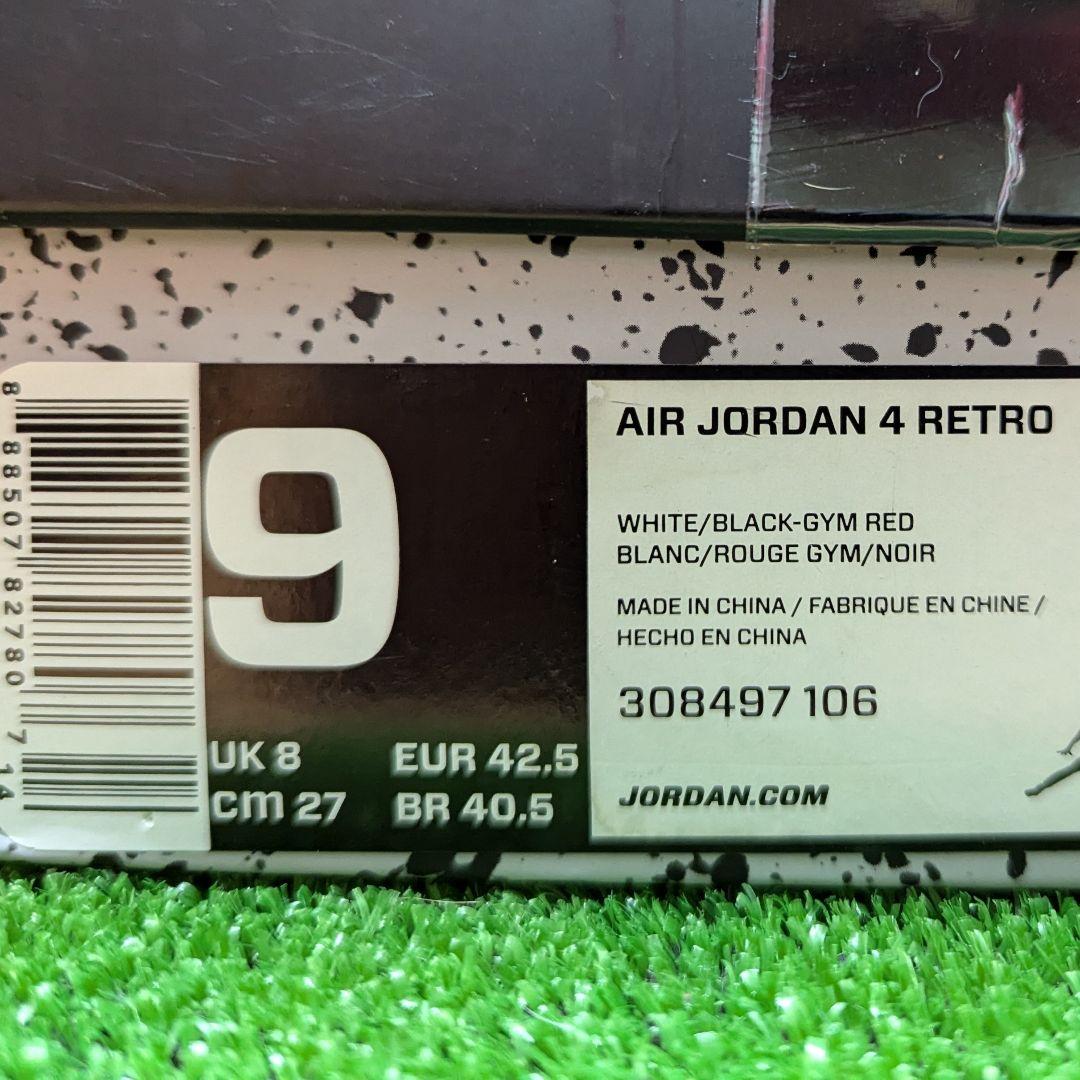 8 88507 82780 7 14
9
UK 8 EUR 42.5
cm 27 BR 40.5
AIR JORDAN 4 RETRO
WHITE/BLACK-GYM RED
BLANC/ROUGE GYM/NOIR
MADE IN CHINA / FABRIQUE EN CHINE /
HECHO EN CHINA
308497 106
JORDAN.COM